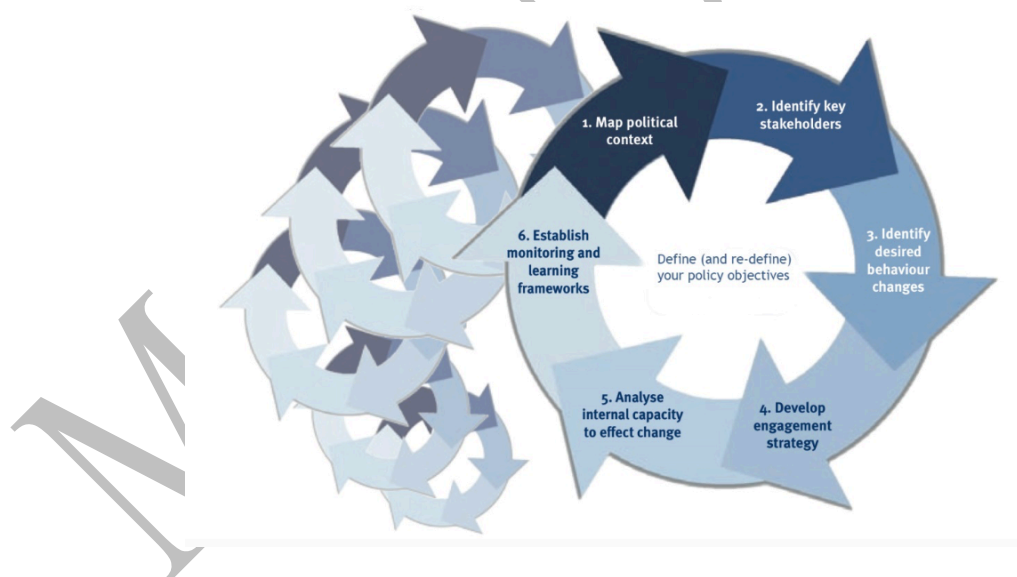 1. Map political
context
2. Identify key
stakeholders
3. Identify
desired
behaviour
changes
4. Develop
engagement
strategy
5. Analyse
internal capacity
to effect change
6. Establish
monitoring and
learning
frameworks
Define (and re-define)
your policy objectives